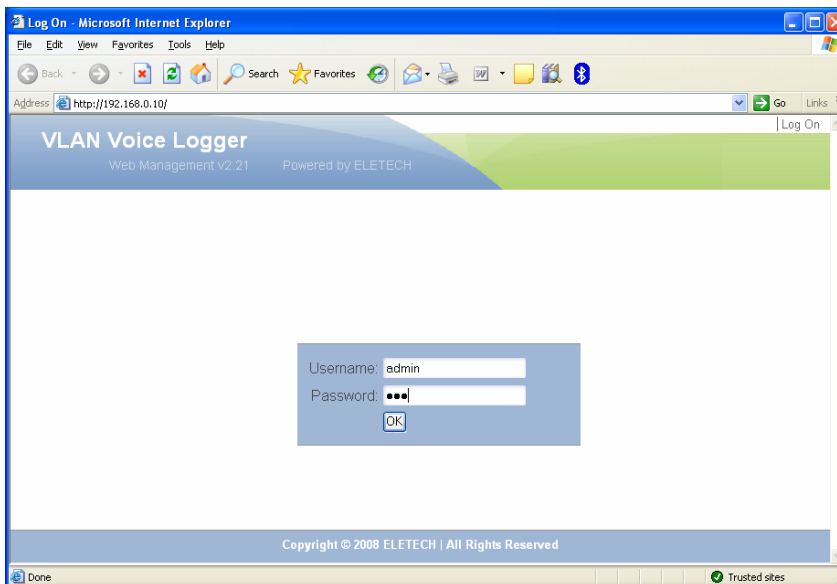 Log On - Microsoft Internet Explorer
File Edit View Favorites Tools Help
Back Search Favorites W
Address http://192.168.0.10/ Go Links
Log On
VLAN Voice Logger
Web Management v2.21 Powered by ELETECH
Username: admin
Password: •••
OK
Copyright © 2008 ELETECH | All Rights Reserved
Done Trusted sites